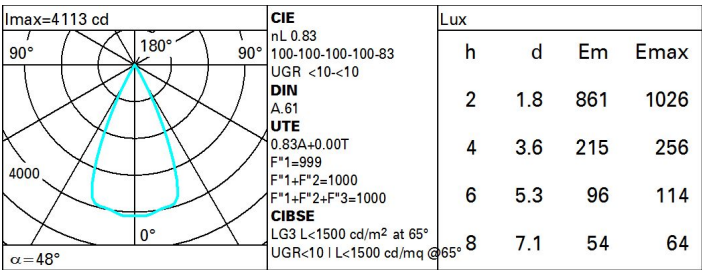 Imax=4113 cd
90°
180°
90°
4000
0°
α=48°
CIE
nL 0.83
100-100-100-100-83
UGR <10-<10
DIN
A.61
UTE
0.83A+0.00T
F"1=999
F"1+F"2=1000
F"1+F"2+F"3=1000
CIBSE
LG3 L<1500 cd/m² at 65°
UGR<10 | L<1500 cd/mq @65°
Lux
h d Em Emax
2 1.8 861 1026
4 3.6 215 256
6 5.3 96 114
8 7.1 54 64